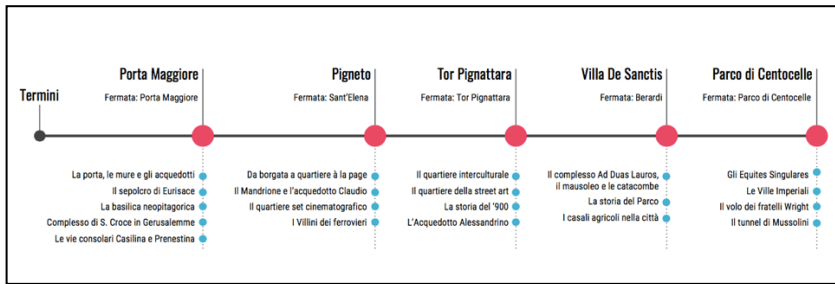 Termini
Porta Maggiore
Fermata: Porta Maggiore
La porta, le mure e gli acquedotti
Il sepolcro di Eurisace
La basilica neopitagorica
Complesso di S. Croce in Gerusalemme
Le vie consolari Casilina e Prenestina
Pigneto
Fermata: Sant'Elena
Da borgata a quartiere à la page
Il Mandrione e l'acquedotto Claudio
Il quartiere set cinematografico
I Villini dei ferrovieri
Tor Pignattara
Fermata: Tor Pignattara
Il quartiere interculturale
Il quartiere della street art
La storia del '900
L'Acquedotto Alessandrino
Villa De Sanctis
Fermata: Berardi
Il complesso Ad Duas Lauros,
il mausoleo e le catacombe
La storia del Parco
I casali agricoli nella città
Parco di Centocelle
Fermata: Parco di Centocelle
Gli Equites Singulares
Le Ville Imperiali
Il volo dei fratelli Wright
Il tunnel di Mussolini